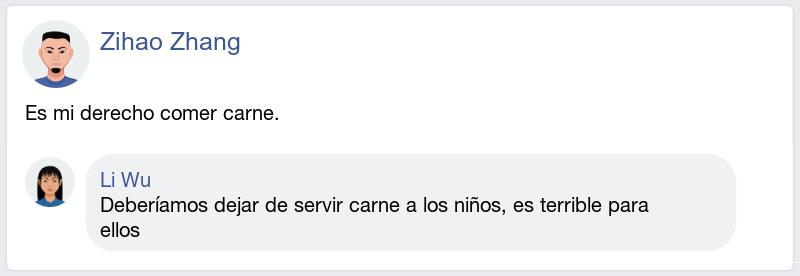 Zihao Zhang
Es mi derecho comer carne.
Li Wu
Deberíamos dejar de servir carne a los niños, es terrible para
ellos